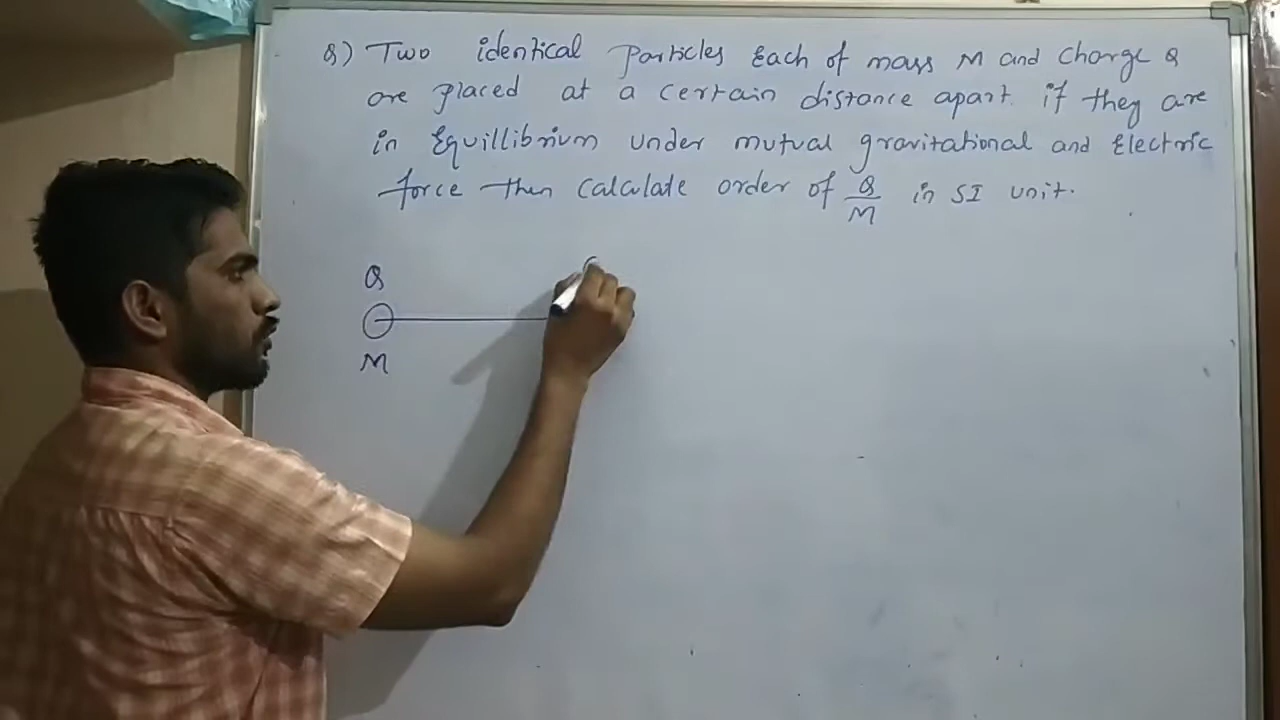 Q) Two identical particles Each of mass M and charge Q
are placed at a certain distance apart. if they are
in Equillibrium under mutual gravitational and Electric
force then calculate order of Q/M in SI unit.
Q
M